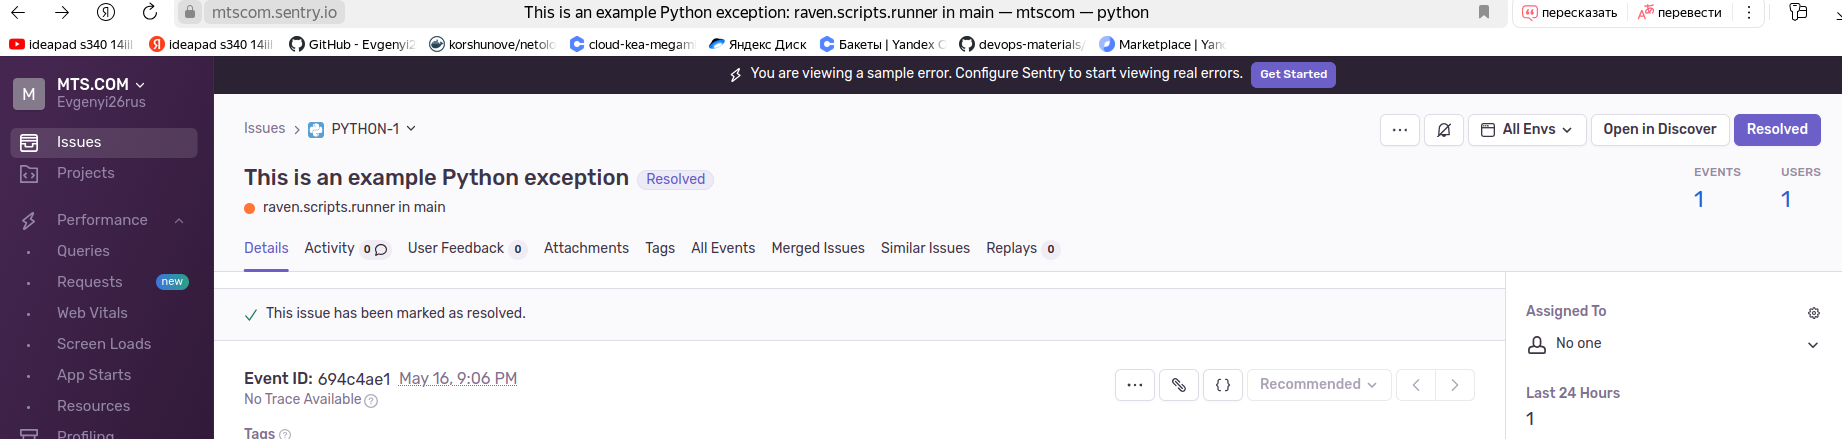 mtscom.sentry.io
This is an example Python exception: raven.scripts.runner in main — mtscom — python
пересказать
перевести
ideapad s340 14iil
ideapad s340 14iil
GitHub - Evgenyi2
korshunove/netolo
cloud-kea-megam
Яндекс Диск
Бакеты | Yandex C
devops-materials/
Marketplace | Yan
You are viewing a sample error. Configure Sentry to start viewing real errors.
Get Started
M
MTS.COM
Evgenyi26rus
Issues
Projects
Performance
Queries
Requests
new
Web Vitals
Screen Loads
App Starts
Resources
Profiling
Issues > PYTHON-1
All Envs
Open in Discover
Resolved
This is an example Python exception
Resolved
raven.scripts.runner in main
EVENTS
1
USERS
1
Details
Activity 0
User Feedback 0
Attachments
Tags
All Events
Merged Issues
Similar Issues
Replays 0
This issue has been marked as resolved.
Event ID: 694c4ae1 May 16, 9:06 PM
No Trace Available ?
Recommended
Tags ?
Assigned To
No one
Last 24 Hours
1